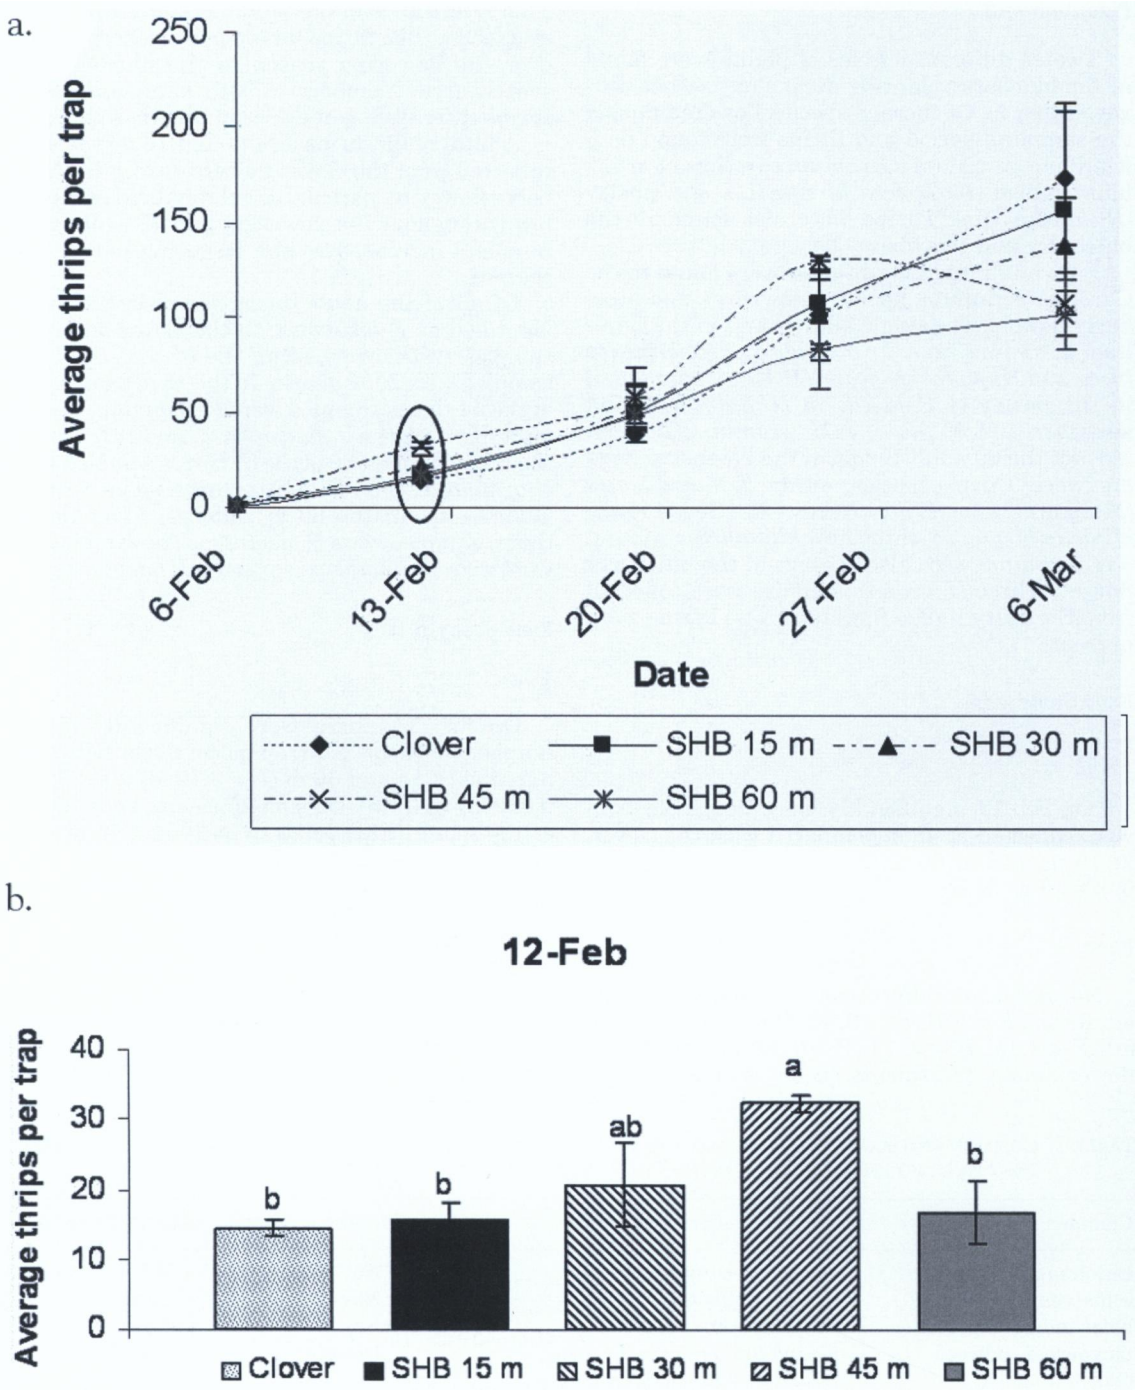 a.
Average thrips per trap
250
200
150
100
50
0
6-Feb
13-Feb
20-Feb
27-Feb
6-Mar
Date
Clover
SHB 15 m
SHB 30 m
SHB 45 m
SHB 60 m
b.
12-Feb
Average thrips per trap
40
30
20
10
0
b
b
ab
a
b
Clover
SHB 15 m
SHB 30 m
SHB 45 m
SHB 60 m